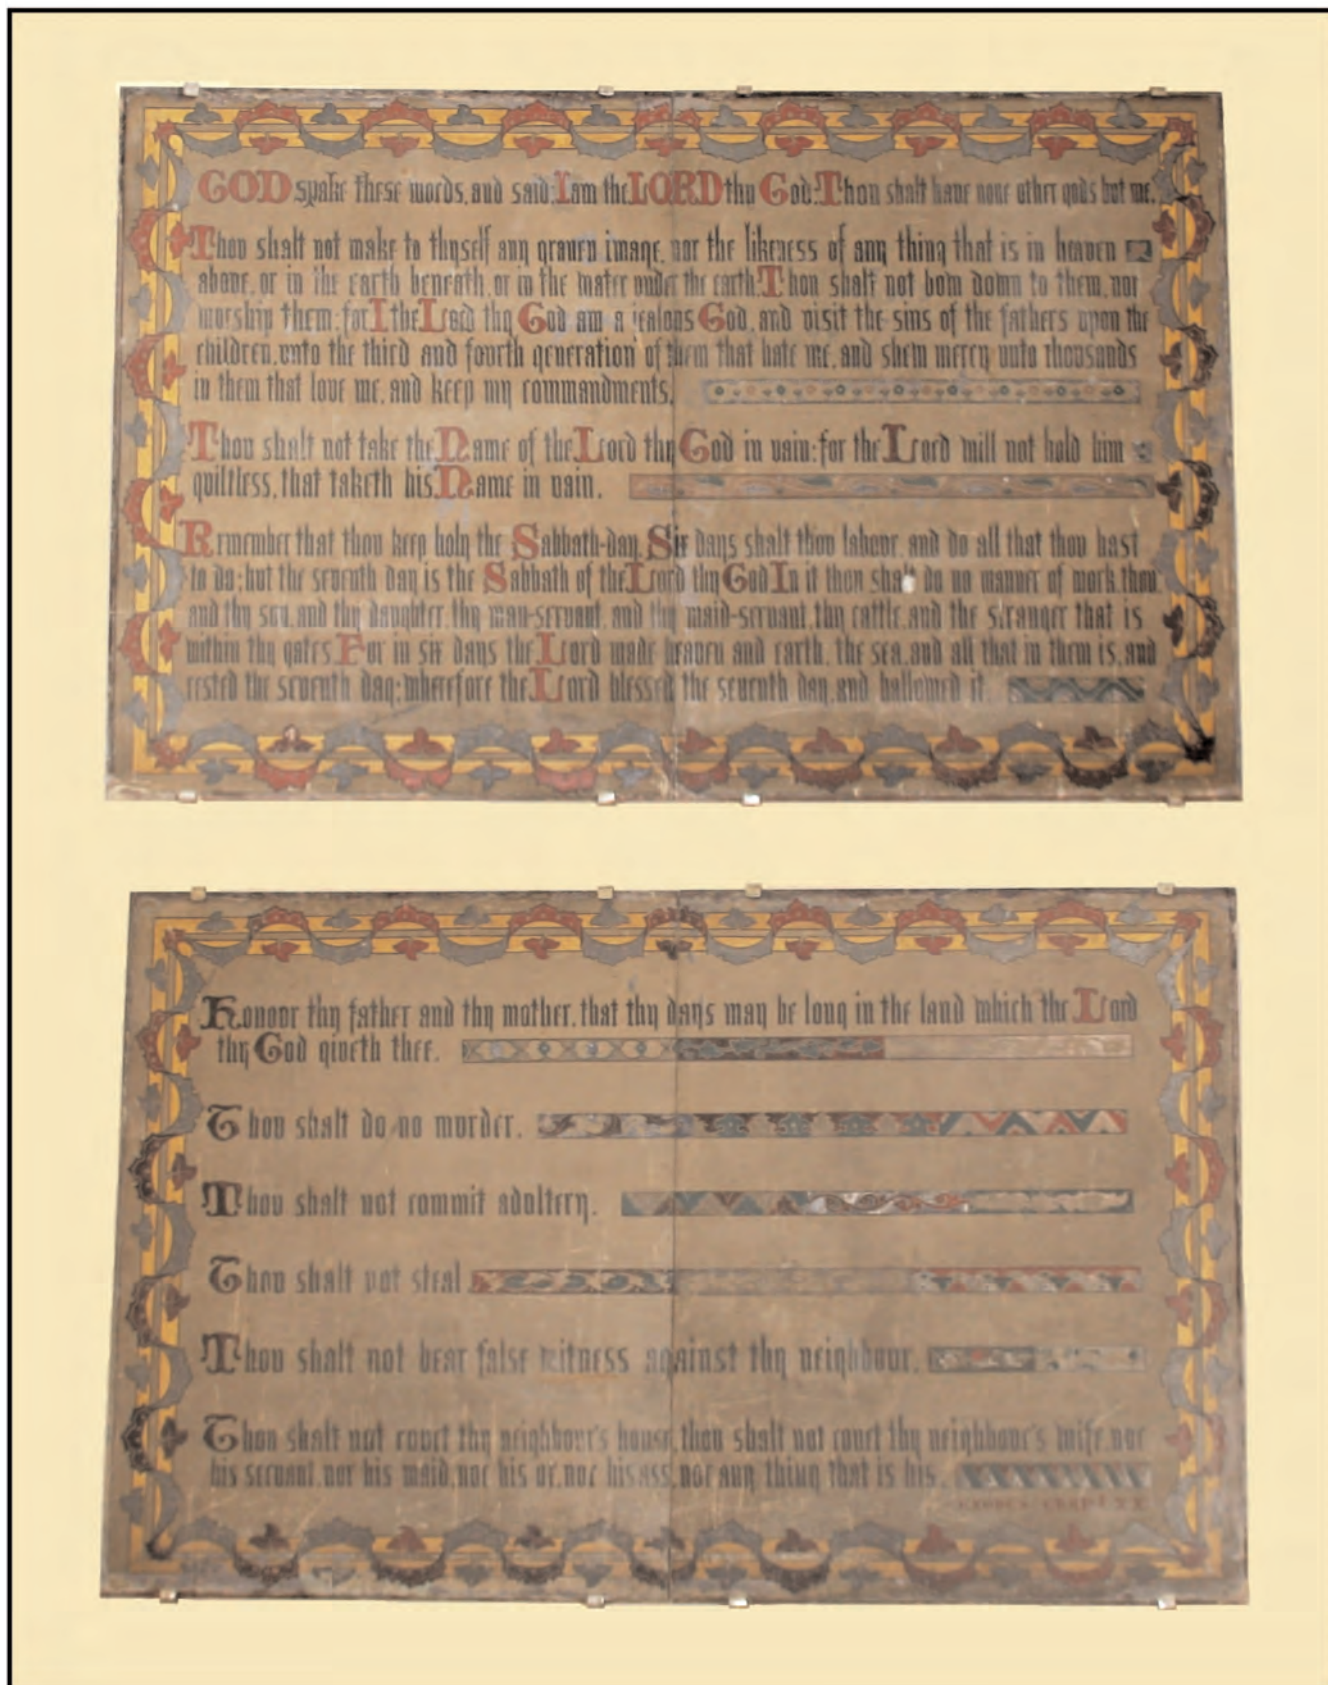 GOD spake these words, and said: I am the LORD thy God: Thou shalt have none other gods but me.
Thou shalt not make to thyself any graven image, nor the likeness of any thing that is in heaven
above, or in the earth beneath, or in the water under the earth. Thou shalt not bow down to them, nor
worship them: for I the Lord thy God am a jealous God, and visit the sins of the fathers upon the
children, unto the third and fourth generation of them that hate me, and shew mercy unto thousands
in them that love me, and keep my commandments.
Thou shalt not take the Name of the Lord thy God in vain: for the Lord will not hold him
guiltless, that taketh his Name in vain.
Remember that thou keep holy the Sabbath-day. Six days shalt thou labour, and do all that thou hast
to do; but the seventh day is the Sabbath of the Lord thy God In it thou shalt do no manner of work, thou
and thy son, and thy daughter, thy man-servant, and thy maid-servant, thy cattle, and the stranger that is
within thy gates For in six days the Lord made heaven and earth, the sea, and all that in them is, and
rested the seventh day; wherefore the Lord blessed the seventh day, and hallowed it.
Honour thy father and thy mother, that thy days may be long in the land which the Lord
thy God giveth thee.
Thou shalt do no murder.
Thou shalt not commit adultery.
Thou shalt not steal
Thou shalt not bear false witness against thy neighbour.
Thou shalt not covet thy neighbour's house, thou shalt not covet thy neighbour's wife, nor
his servant, nor his maid, nor his ox, nor his ass, nor any thing that is his.
EXODUS CHAP XX